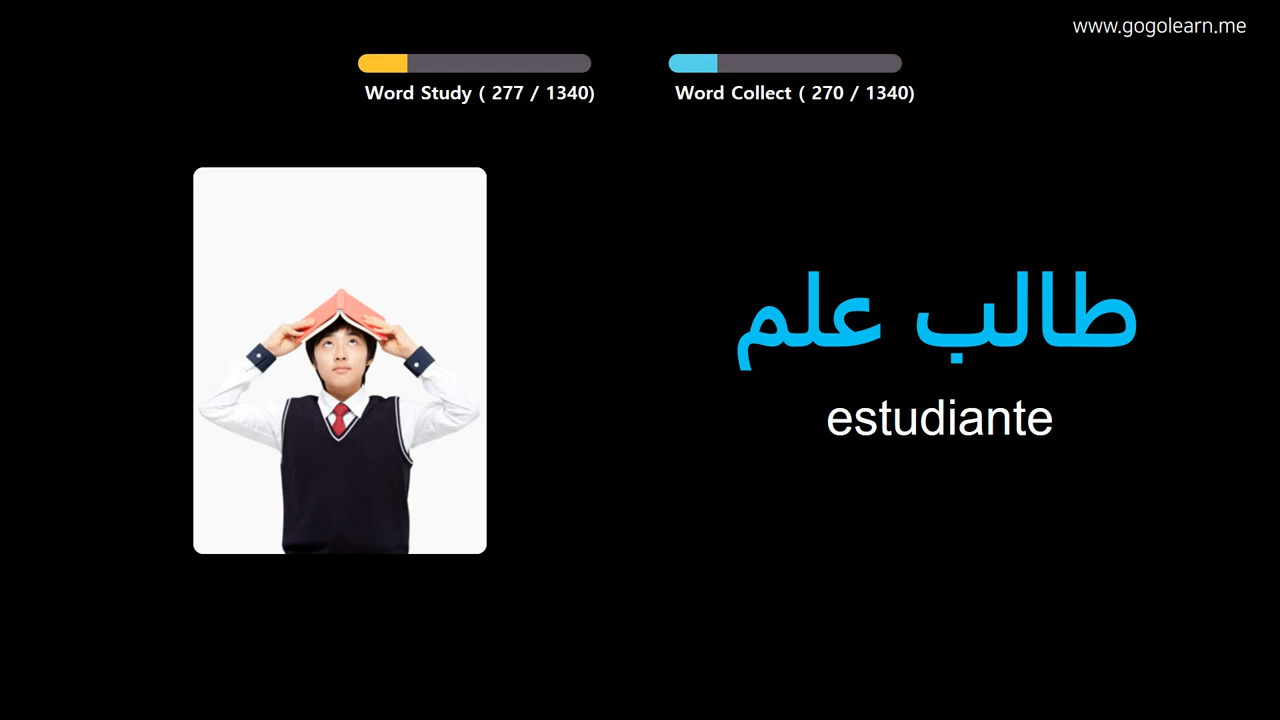 www.gogolearn.me
Word Study ( 277 / 1340)
Word Collect ( 270 / 1340)
طالب علم
estudiante